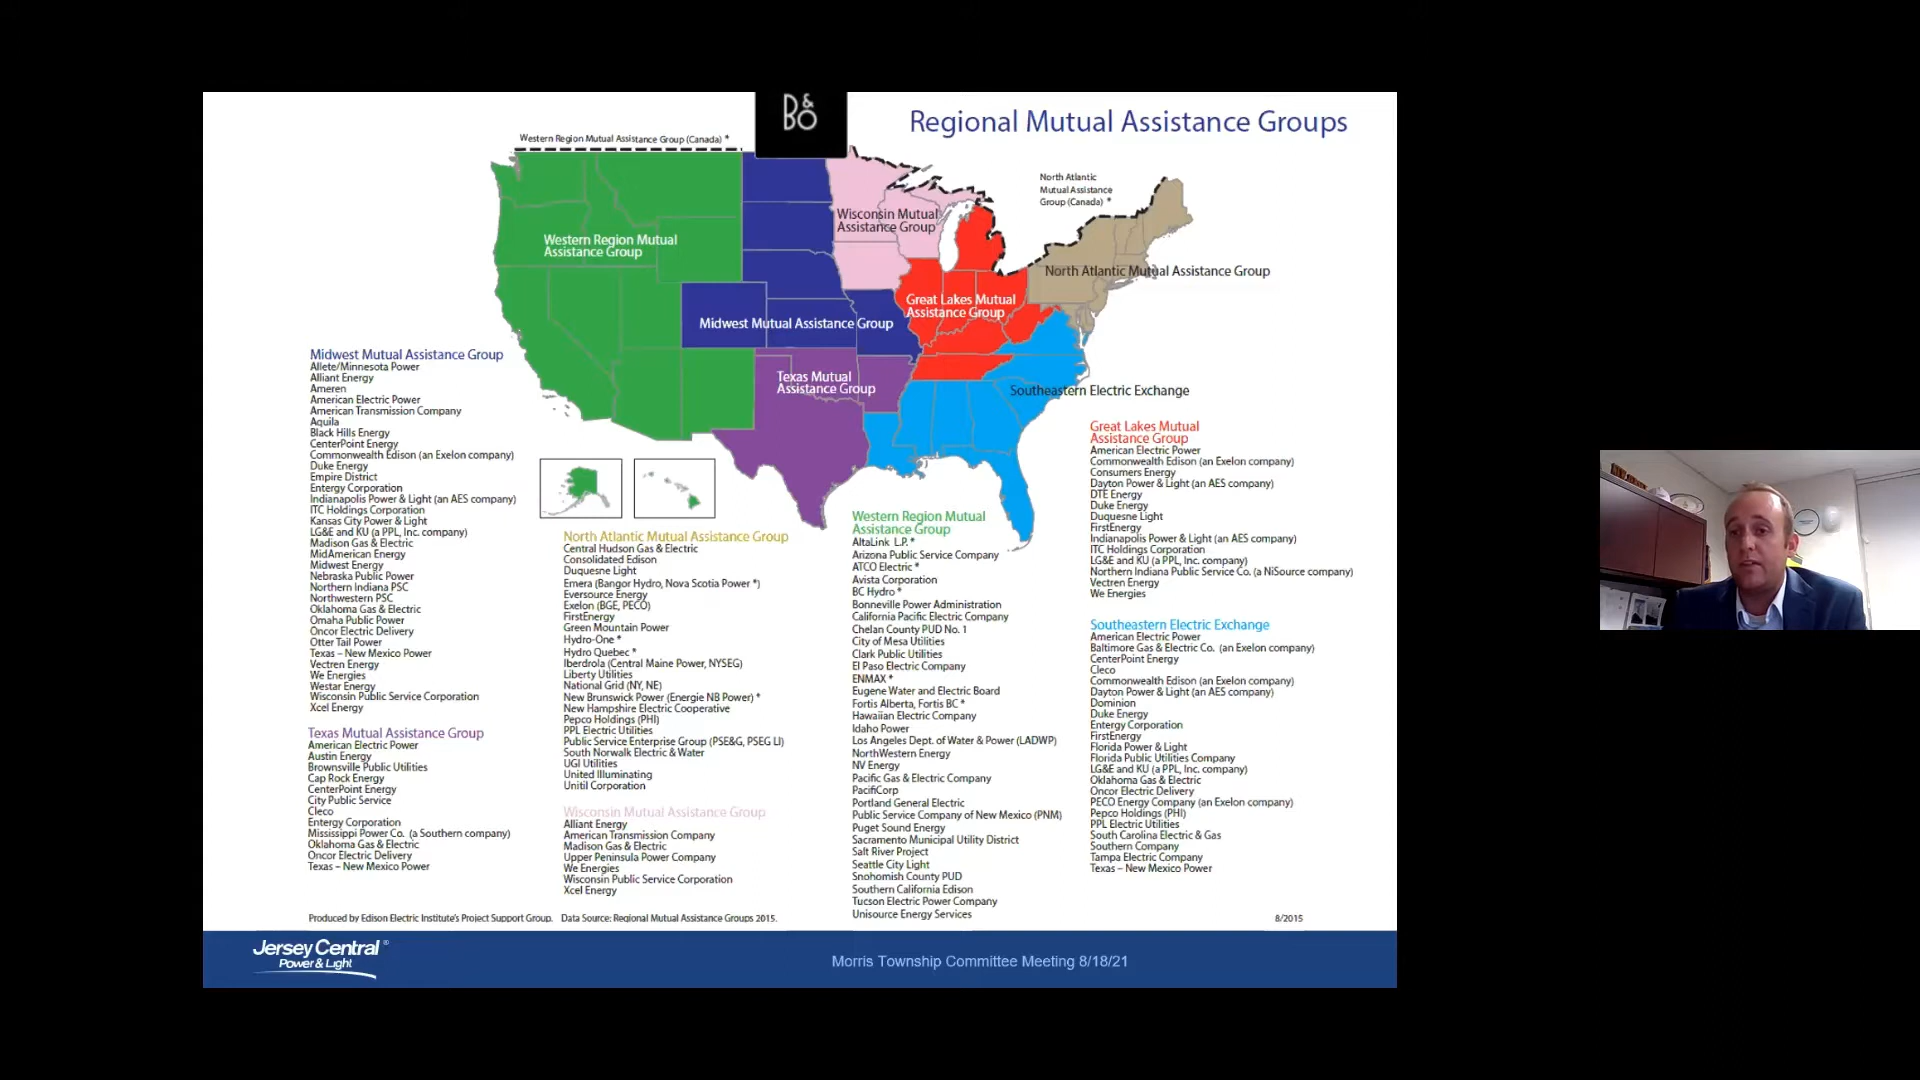 B&O
Regional Mutual Assistance Groups
Western Region Mutual Assistance Group (Canada) *
North Atlantic
Mutual Assistance
Group (Canada) *
Wisconsin Mutual
Assistance Group
Western Region Mutual
Assistance Group
North Atlantic Mutual Assistance Group
Great Lakes Mutual
Assistance Group
Midwest Mutual Assistance Group
Texas Mutual
Assistance Group
Southeastern Electric Exchange
Midwest Mutual Assistance Group
Allete/Minnesota Power
Alliant Energy
Ameren
American Electric Power
American Transmission Company
Aquila
Black Hills Energy
CenterPoint Energy
Commonwealth Edison (an Exelon company)
Duke Energy
Empire District
Entergy Corporation
Indianapolis Power & Light (an AES company)
ITC Holdings Corporation
Kansas City Power & Light
LG&E and KU (a PPL, Inc. company)
Madison Gas & Electric
MidAmerican Energy
Midwest Energy
Nebraska Public Power
Northern Indiana PSC
Northwestern PSC
Oklahoma Gas & Electric
Omaha Public Power
Oncor Electric Delivery
Otter Tail Power
Texas – New Mexico Power
Vectren Energy
We Energies
Westar Energy
Wisconsin Public Service Corporation
Xcel Energy
Texas Mutual Assistance Group
American Electric Power
Austin Energy
Brownsville Public Utilities
Cap Rock Energy
CenterPoint Energy
City Public Service
Cleco
Entergy Corporation
Mississippi Power Co. (a Southern company)
Oklahoma Gas & Electric
Oncor Electric Delivery
Texas – New Mexico Power
North Atlantic Mutual Assistance Group
Central Hudson Gas & Electric
Consolidated Edison
Duquesne Light
Emera (Bangor Hydro, Nova Scotia Power *)
Eversource Energy
Exelon (BGE, PECO)
FirstEnergy
Green Mountain Power
Hydro-One *
Hydro Quebec *
Iberdrola (Central Maine Power, NYSEG)
Liberty Utilities
National Grid (NY, NE)
New Brunswick Power (Energie NB Power) *
New Hampshire Electric Cooperative
Pepco Holdings (PHI)
PPL Electric Utilities
Public Service Enterprise Group (PSE&G, PSEG LI)
South Norwalk Electric & Water
UGI Utilities
United Illuminating
Unitil Corporation
Wisconsin Mutual Assistance Group
Alliant Energy
American Transmission Company
Madison Gas & Electric
Upper Peninsula Power Company
We Energies
Wisconsin Public Service Corporation
Xcel Energy
Western Region Mutual
Assistance Group
AltaLink L.P. *
Arizona Public Service Company
ATCO Electric *
Avista Corporation
BC Hydro *
Bonneville Power Administration
California Pacific Electric Company
Chelan County PUD No. 1
City of Mesa Utilities
Clark Public Utilities
El Paso Electric Company
ENMAX *
Eugene Water and Electric Board
Fortis Alberta, Fortis BC *
Hawaiian Electric Company
Idaho Power
Los Angeles Dept. of Water & Power (LADWP)
NorthWestern Energy
NV Energy
Pacific Gas & Electric Company
PacifiCorp
Portland General Electric
Public Service Company of New Mexico (PNM)
Puget Sound Energy
Sacramento Municipal Utility District
Salt River Project
Seattle City Light
Snohomish County PUD
Southern California Edison
Tucson Electric Power Company
Unisource Energy Services
Great Lakes Mutual
Assistance Group
American Electric Power
Commonwealth Edison (an Exelon company)
Consumers Energy
Dayton Power & Light (an AES company)
DTE Energy
Duke Energy
Duquesne Light
FirstEnergy
Indianapolis Power & Light (an AES company)
ITC Holdings Corporation
LG&E and KU (a PPL, Inc. company)
Northern Indiana Public Service Co. (a NiSource company)
Vectren Energy
We Energies
Southeastern Electric Exchange
American Electric Power
Baltimore Gas & Electric Co. (an Exelon company)
CenterPoint Energy
Cleco
Commonwealth Edison (an Exelon company)
Dayton Power & Light (an AES company)
Dominion
Duke Energy
Entergy Corporation
FirstEnergy
Florida Power & Light
Florida Public Utilities Company
LG&E and KU (a PPL, Inc. company)
Oklahoma Gas & Electric
Oncor Electric Delivery
PECO Energy Company (an Exelon company)
Pepco Holdings (PHI)
PPL Electric Utilities
South Carolina Electric & Gas
Southern Company
Tampa Electric Company
Texas – New Mexico Power
Produced by Edison Electric Institute's Project Support Group. Data Source: Regional Mutual Assistance Groups 2015.
8/2015
Jersey Central ®
Power & Light
Morris Township Committee Meeting 8/18/21